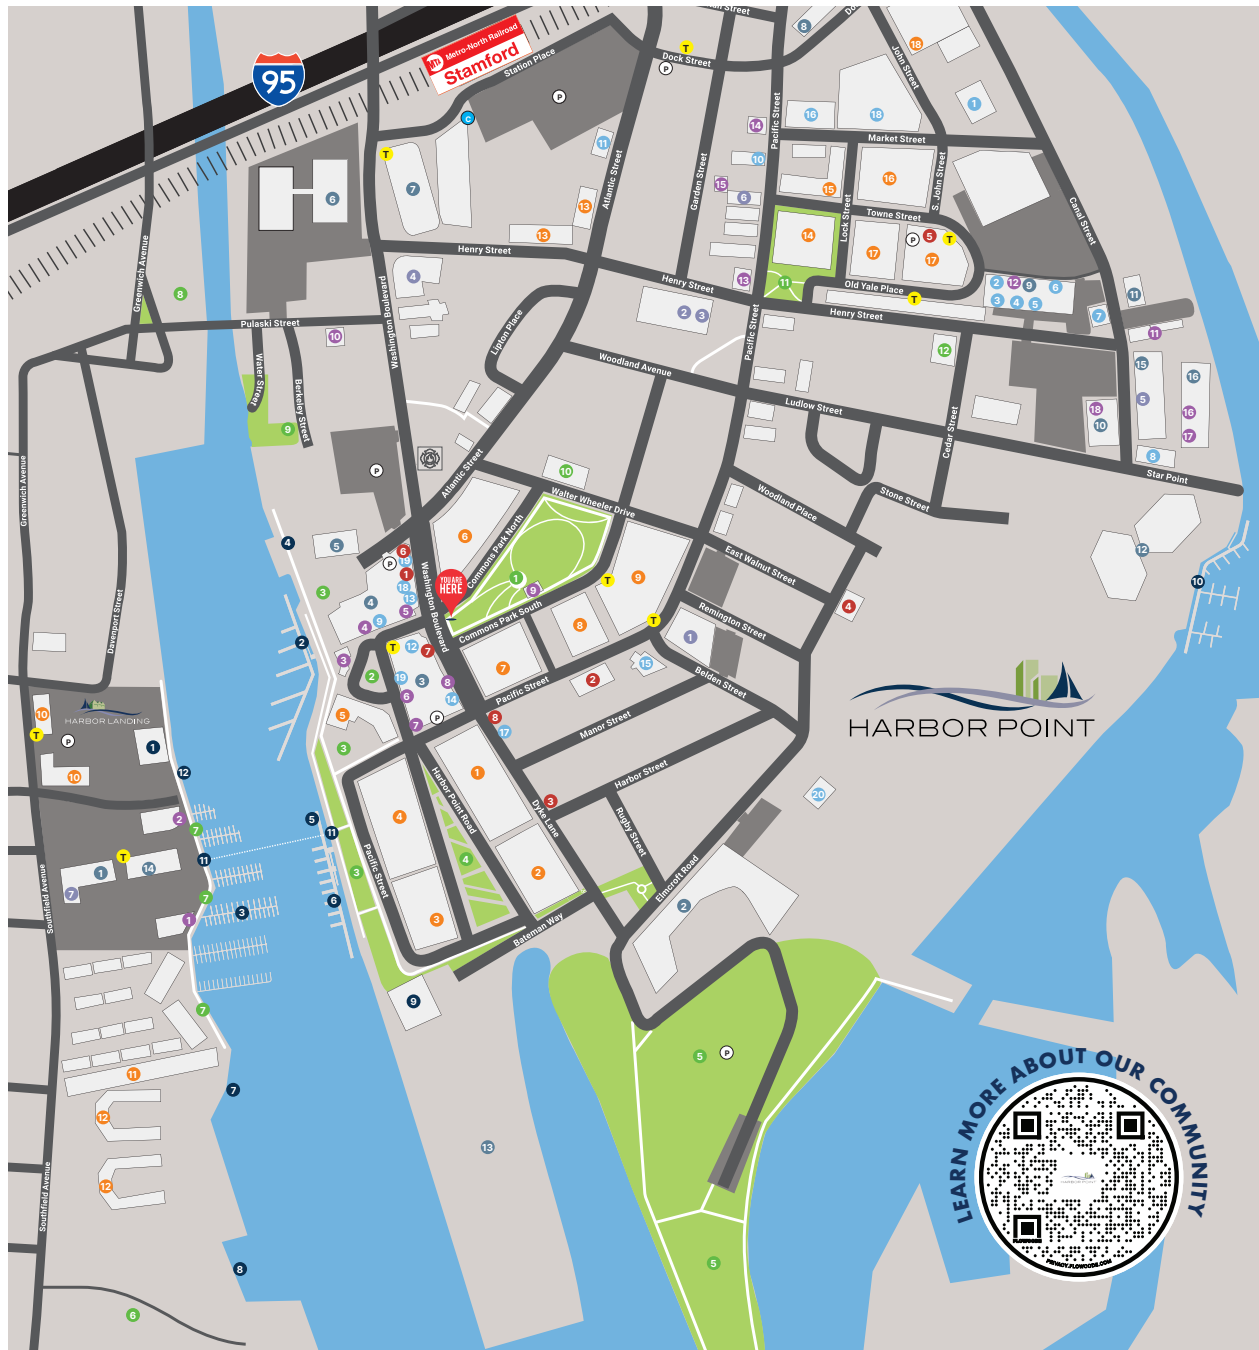 Metro-North Railroad
Stamford
95
Station Place
Dock Street
John Street
Market Street
S. John Street
Canal Street
Pacific Street
Garden Street
Atlantic Street
Lock Street
Towne Street
Old Yale Place
Henry Street
Henry Street
Henry Street
Greenwich Avenue
Washington Boulevard
Pulaski Street
Water Street
Berkeley Street
Lipton Place
Woodland Avenue
Pacific Street
Ludlow Street
Cedar Street
Star Point
Stone Street
Woodland Place
Atlantic Street
Walter Wheeler Drive
Commons Park North
Commons Park South
East Walnut Street
Remington Street
Belden Street
Greenwich Avenue
Davenport Street
Washington Boulevard
YOU ARE
HERE
Pacific Street
Manor Street
Harbor Street
Rugby Street
Dyke Lane
Harbor Point Road
Pacific Street
Elmcroft Road
Bateman Way
HARBOR LANDING
HARBOR POINT
Southfield Avenue
Southfield Avenue
LEARN MORE ABOUT OUR COMMUNITY
HARBOR POINT
FLOWCODE
PRIVACY.FLOWCODE.COM